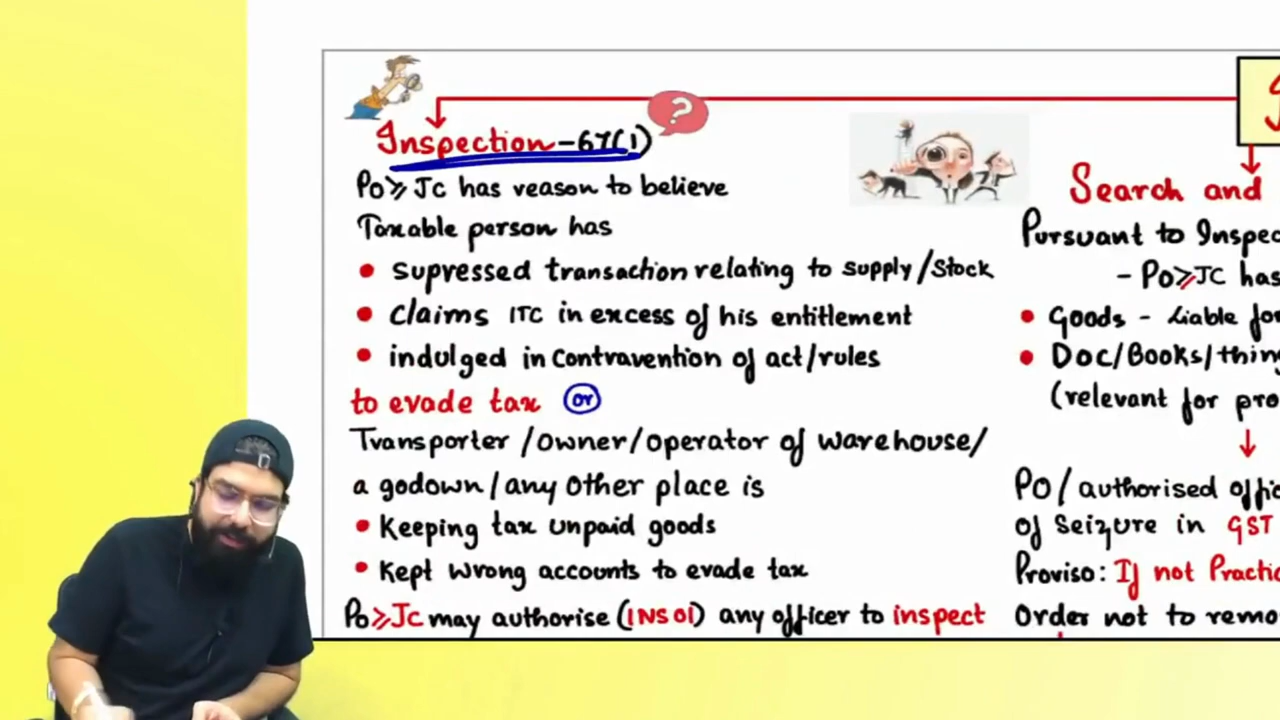 Inspection-67(1)
?
PO⩾JC has reason to believe
Taxable person has
• supressed transaction relating to supply/Stock
• claims ITC in excess of his entitlement
• indulged in contravention of act/rules
to evade tax or
Transporter/owner/operator of warehouse/
a godown/any other place is
• Keeping tax unpaid goods
• Kept wrong accounts to evade tax
PO⩾JC may authorise (INS01) any officer to inspect
Search and
Pursuant to Inspec
- PO⩾JC has
• Goods - Liable for
• Doc/Books/thin
(relevant for pro
PO/authorised offic
of Seizure in GST
Proviso: If not Practic
Order not to remo